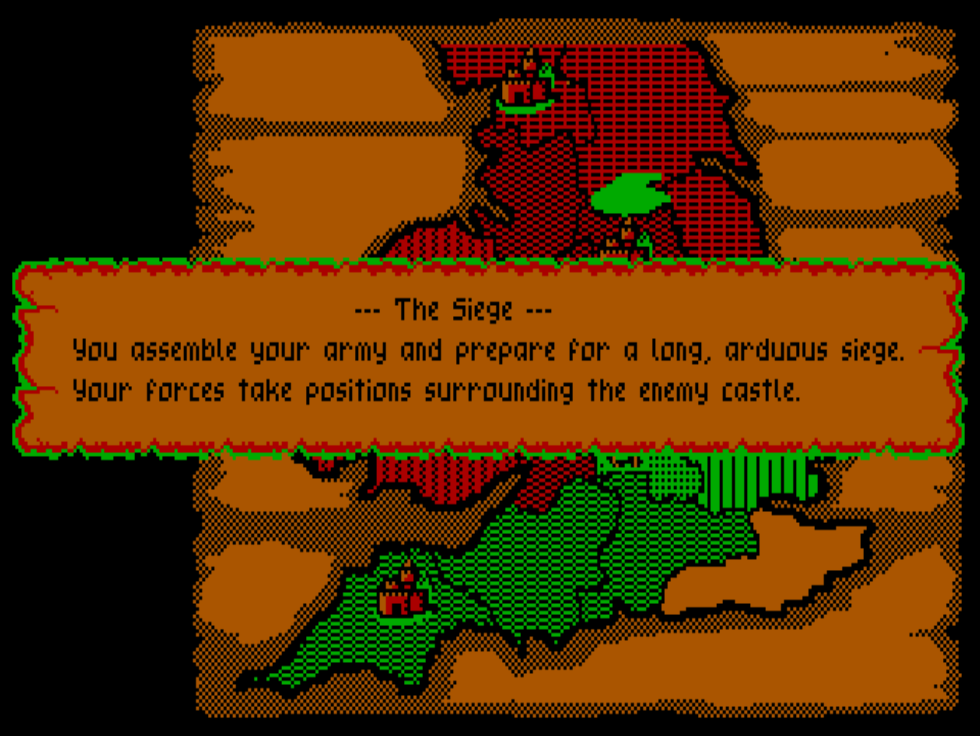 --- The Siege ---
You assemble your army and prepare for a long, arduous siege.
Your forces take positions surrounding the enemy castle.